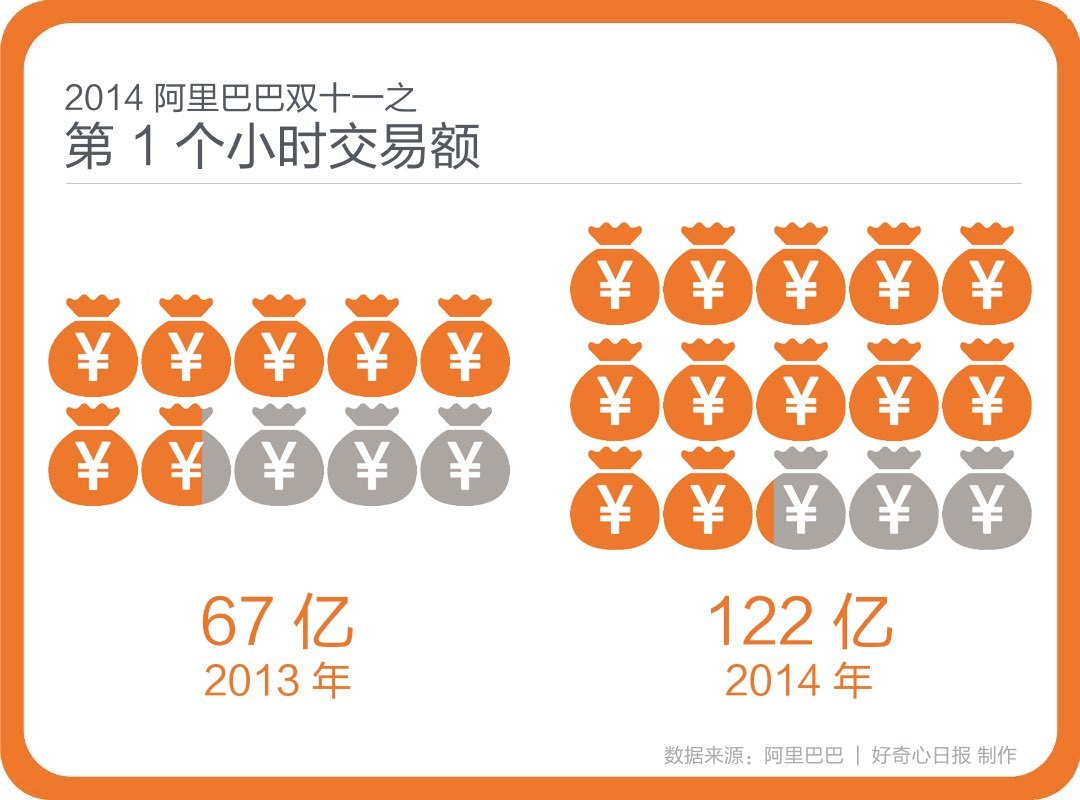 2014 阿里巴巴双十一之
第 1 个小时交易额
¥ ¥ ¥ ¥ ¥
¥ ¥ ¥ ¥ ¥
67 亿
2013 年
¥ ¥ ¥ ¥ ¥
¥ ¥ ¥ ¥ ¥
¥ ¥ ¥ ¥ ¥
122 亿
2014 年
数据来源：阿里巴巴 | 好奇心日报 制作